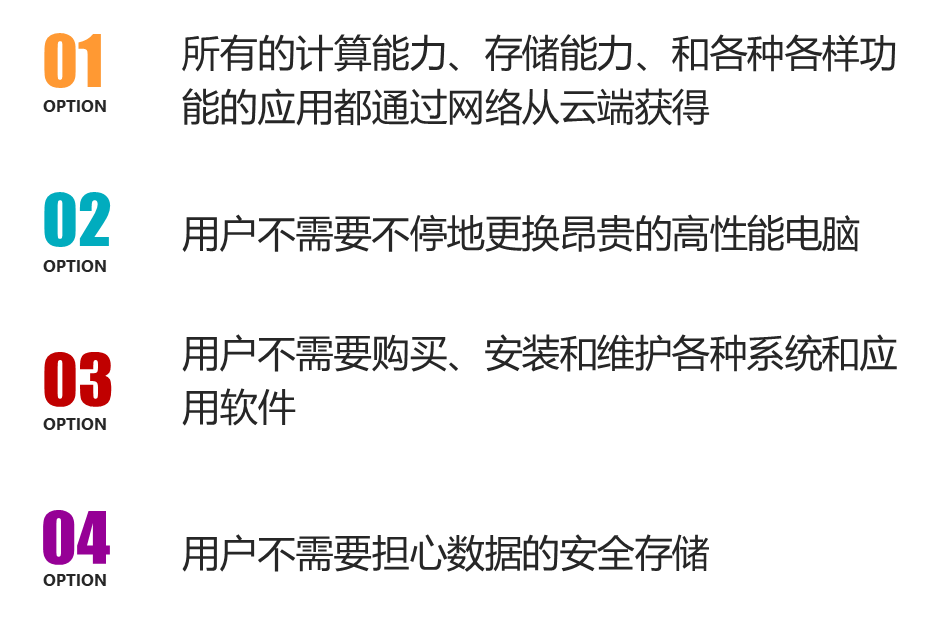 01
OPTION
所有的计算能力、存储能力、和各种各样功
能的应用都通过网络从云端获得
02
OPTION
用户不需要不停地更换昂贵的高性能电脑
03
OPTION
用户不需要购买、安装和维护各种系统和应
用软件
04
OPTION
用户不需要担心数据的安全存储